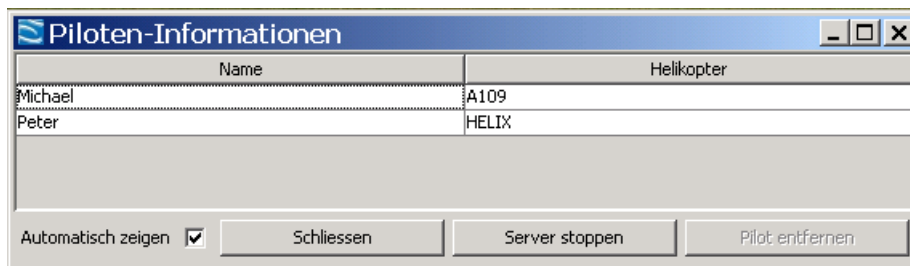 Piloten-Informationen
Name Helikopter
Michael A109
Peter HELIX
Automatisch zeigen Schliessen Server stoppen Pilot entfernen